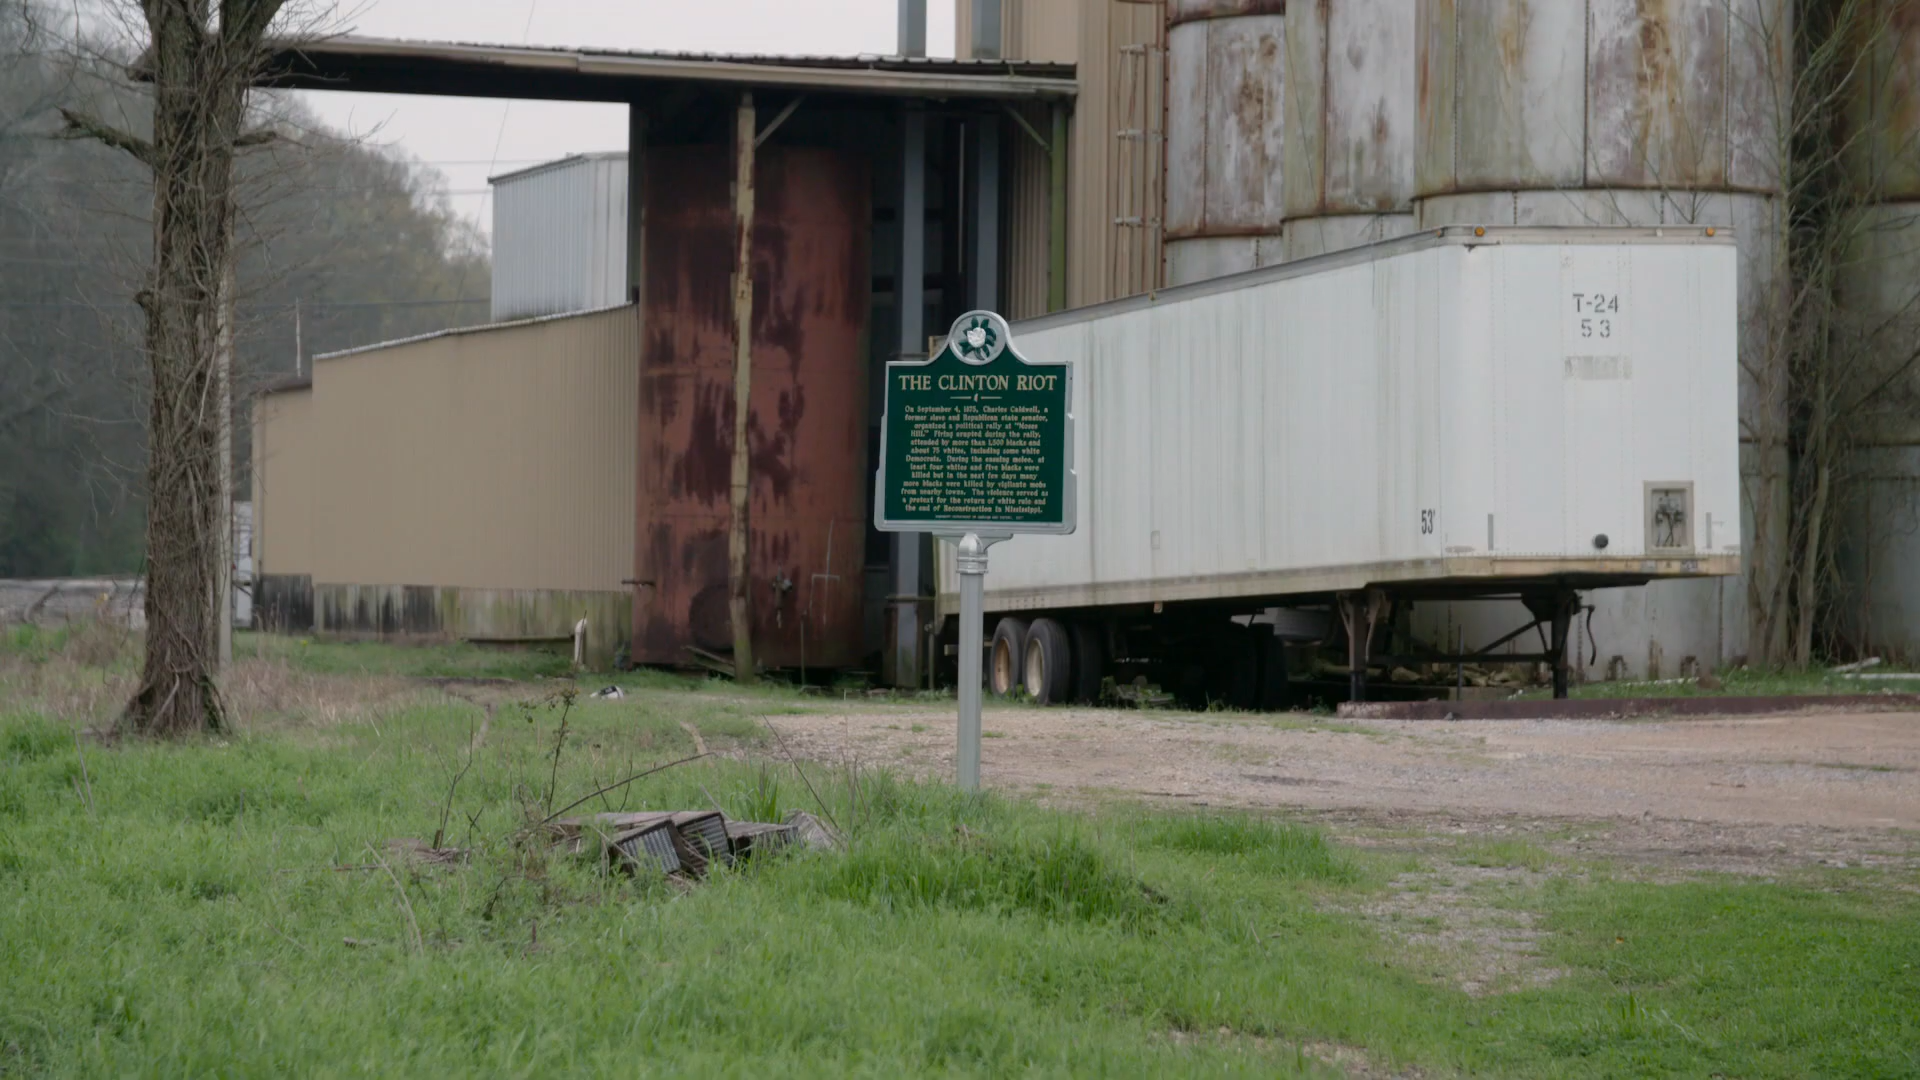 T-24
53
THE CLINTON RIOT
On September 4, 1875, Charles Caldwell, a
former slave and Republican state senator,
organized a political rally at "Moss
Hill." Firing erupted during the rally,
attended by more than 1,500 blacks and
about 75 whites, including some white
Democrats. During the ensuing melee, at
least four whites and five blacks were
killed but in the next few days many
more blacks were killed by vigilante mobs
from nearby towns. The violence served as
a pretext for the return of white rule and
the end of Reconstruction in Mississippi.
53'